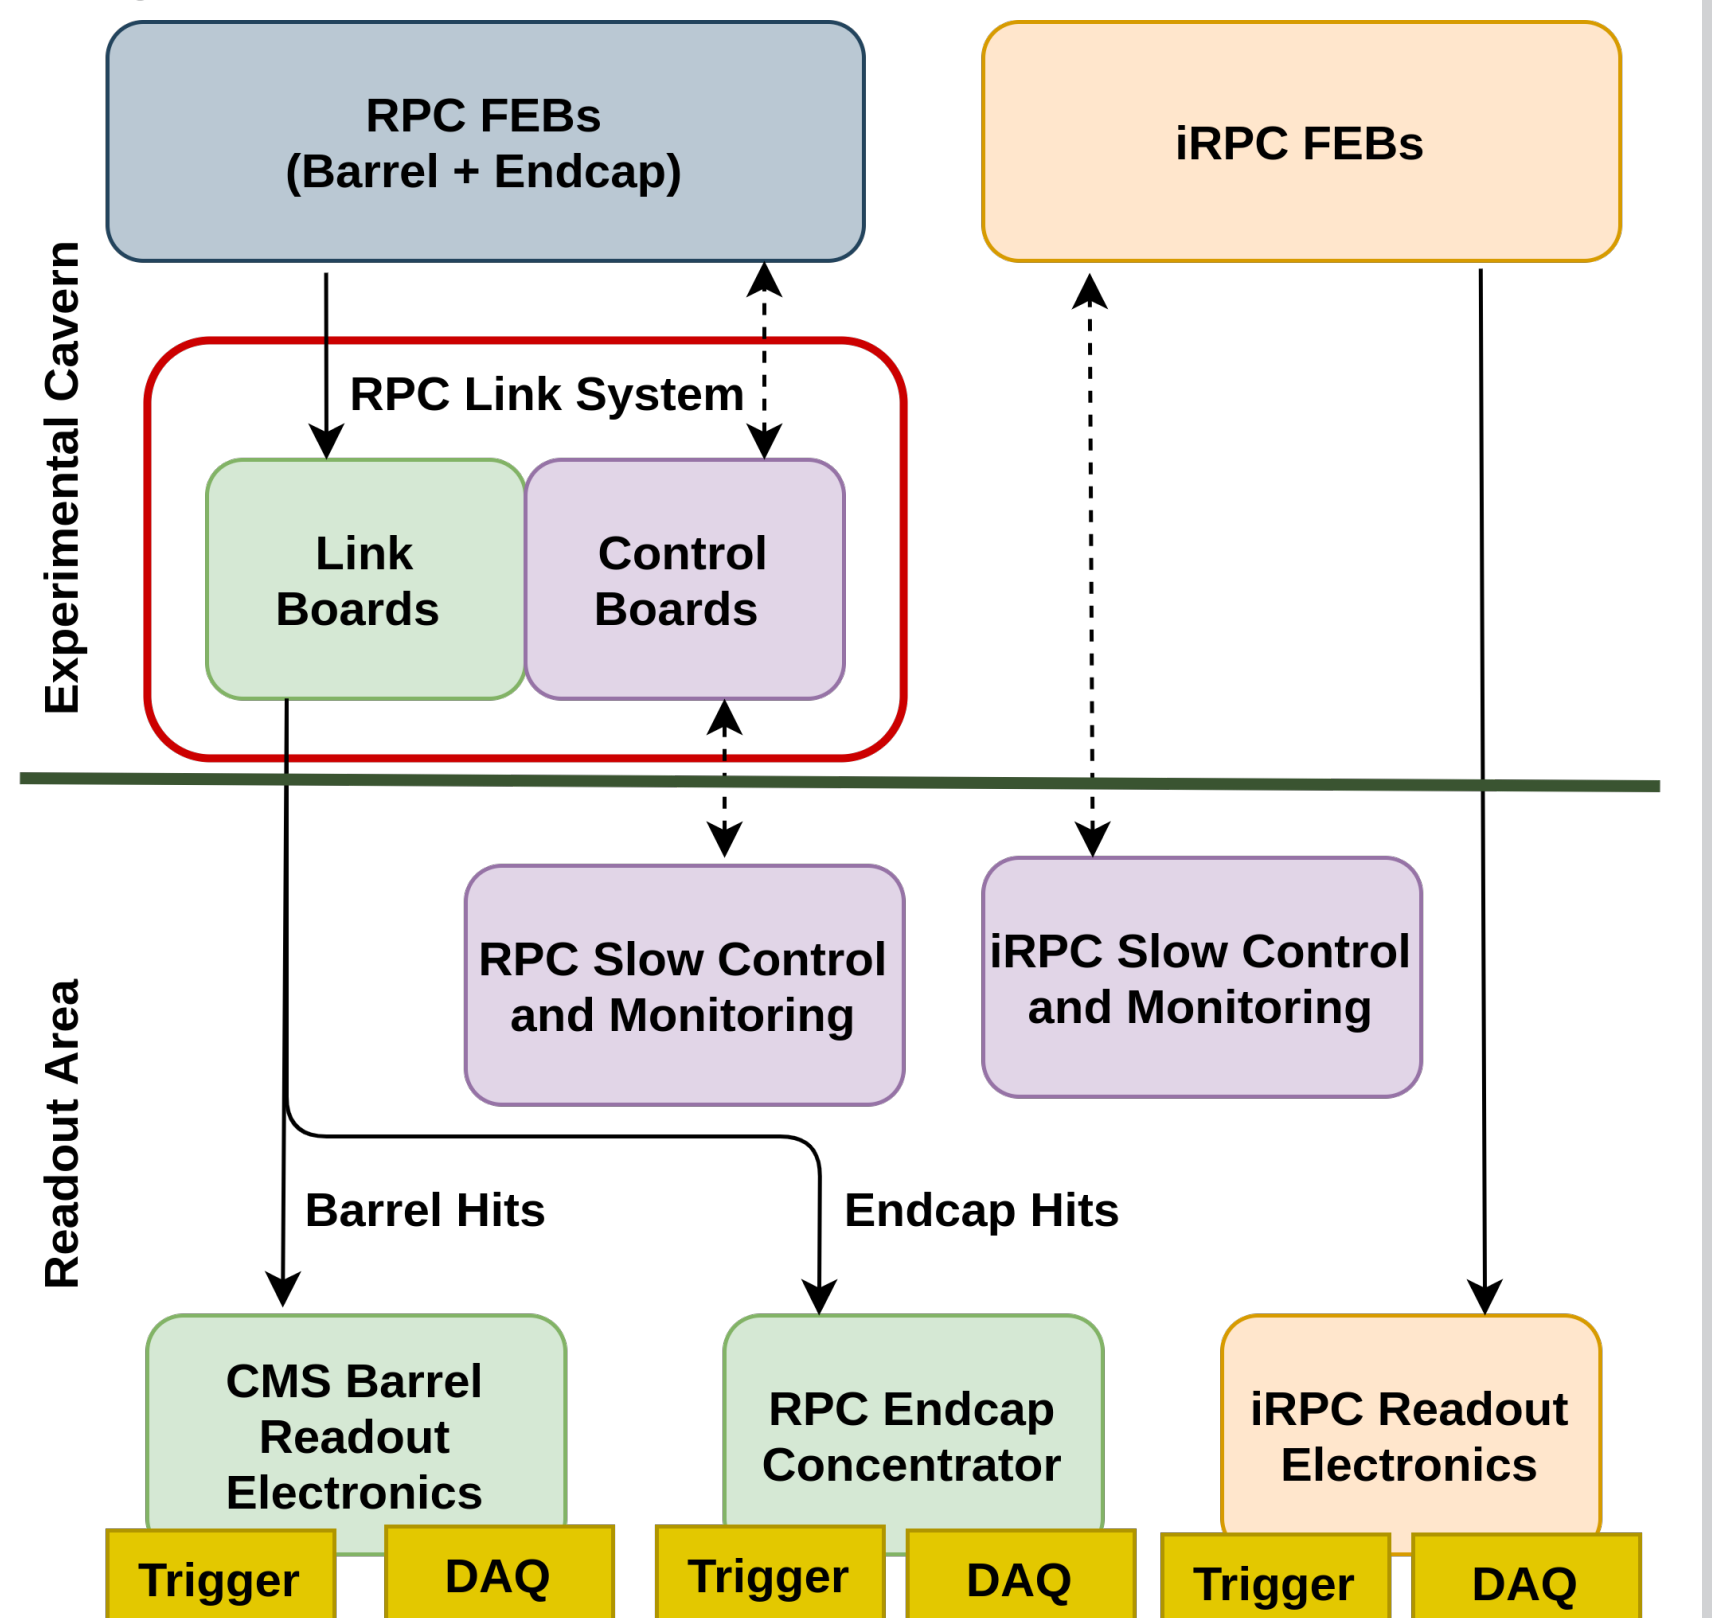 RPC FEBs
(Barrel + Endcap)
iRPC FEBs
Experimental Cavern
RPC Link System
Link
Boards
Control
Boards
RPC Slow Control
and Monitoring
iRPC Slow Control
and Monitoring
Readout Area
Barrel Hits
Endcap Hits
CMS Barrel
Readout
Electronics
RPC Endcap
Concentrator
iRPC Readout
Electronics
Trigger
DAQ
Trigger
DAQ
Trigger
DAQ